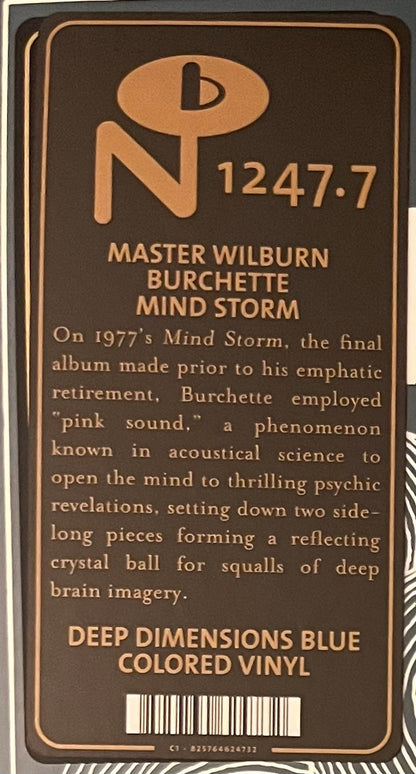 N
1247.7
MASTER WILBURN
BURCHETTE
MIND STORM
On 1977's Mind Storm, the final
album made prior to his emphatic
retirement, Burchette employed
"pink sound," a phenomenon
known in acoustical science to
open the mind to thrilling psychic
revelations, setting down two side-
long pieces forming a reflecting
crystal ball for squalls of deep
brain imagery.
DEEP DIMENSIONS BLUE
COLORED VINYL
C1 - 825764624732